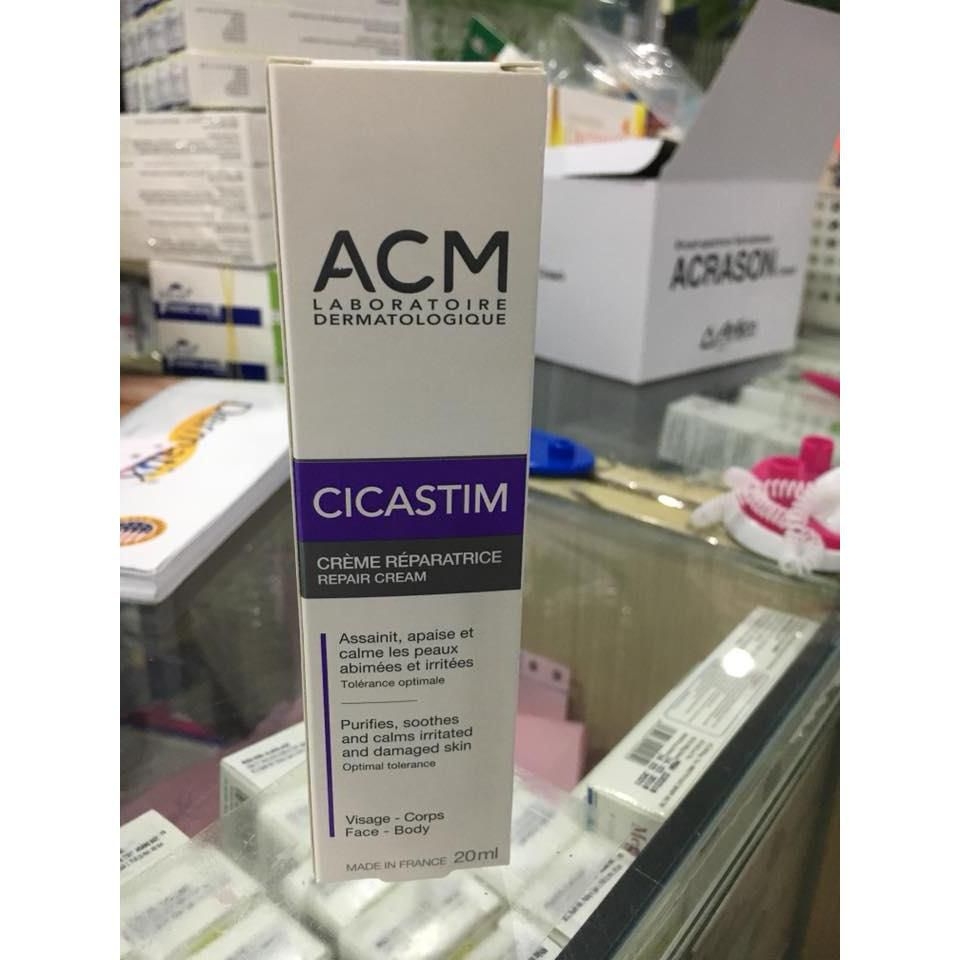 ACM
LABORATOIRE
DERMATOLOGIQUE
CICASTIM
CRÈME RÉPARATRICE
REPAIR CREAM
Assainit, apaise et
calme les peaux
abimées et irritées
Tolérance optimale
Purifies, soothes
and calms irritated
and damaged skin
Optimal tolerance
Visage - Corps
Face - Body
MADE IN FRANCE 20ml
ACRASON